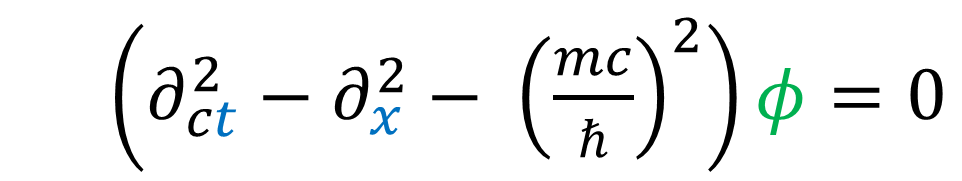 (∂²_{ct} − ∂²_x − (mc/ħ)²) ϕ = 0